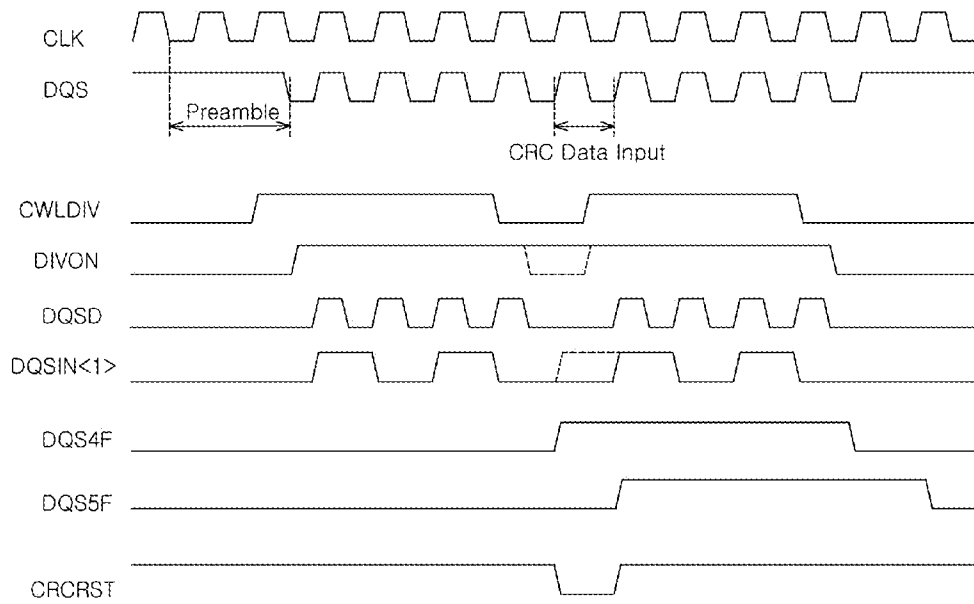 CLK
DQS
Preamble
CRC Data Input
CWLDIV
DIVON
DQSD
DQSIN<1>
DQS4F
DQS5F
CRCRST